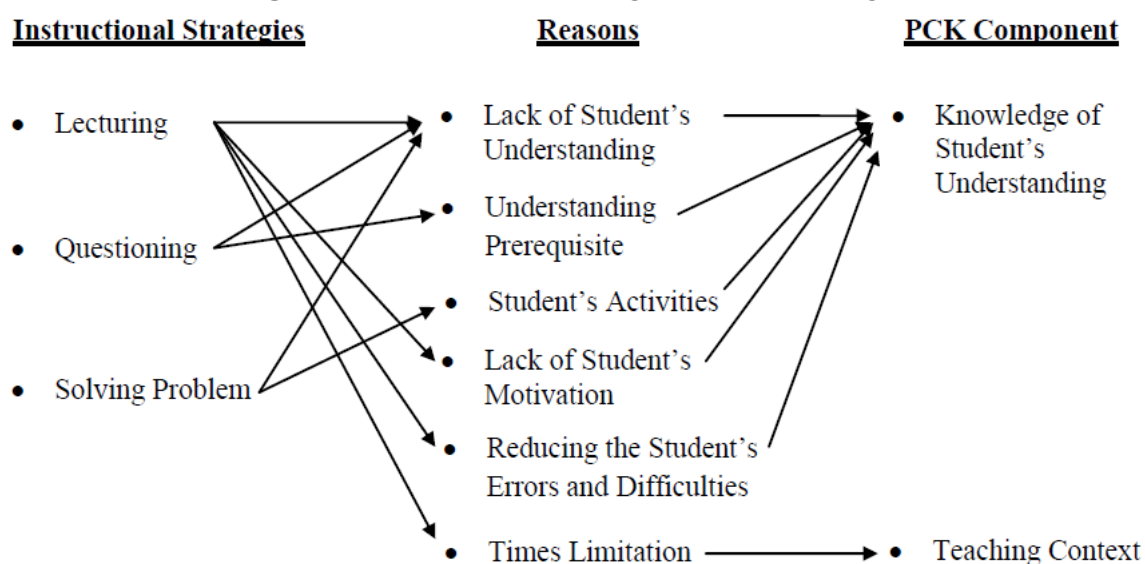 Instructional Strategies
Reasons
PCK Component
• Lecturing
• Questioning
• Solving Problem
• Lack of Student's
Understanding
• Understanding
Prerequisite
• Student's Activities
• Lack of Student's
Motivation
• Reducing the Student's
Errors and Difficulties
• Times Limitation
• Knowledge of
Student's
Understanding
• Teaching Context